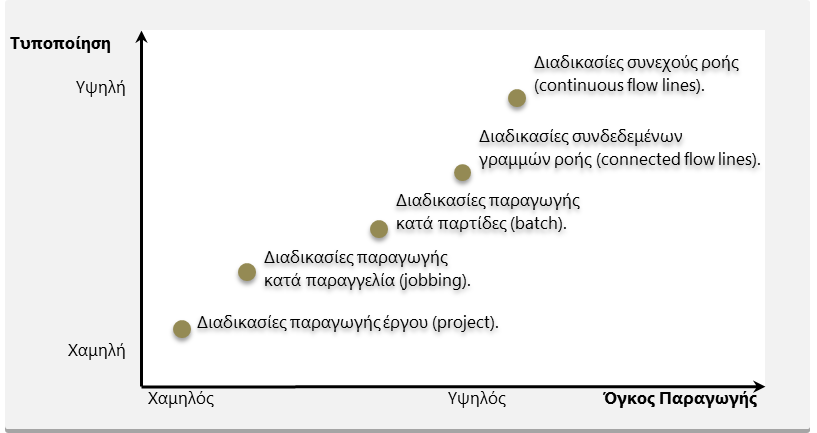 Τυποποίηση
Υψηλή
Διαδικασίες συνεχούς ροής
(continuous flow lines).
Διαδικασίες συνδεδεμένων
γραμμών ροής (connected flow lines).
Διαδικασίες παραγωγής
κατά παρτίδες (batch).
Διαδικασίες παραγωγής
κατά παραγγελία (jobbing).
Διαδικασίες παραγωγής έργου (project).
Χαμηλή
Χαμηλός
Υψηλός
Όγκος Παραγωγής